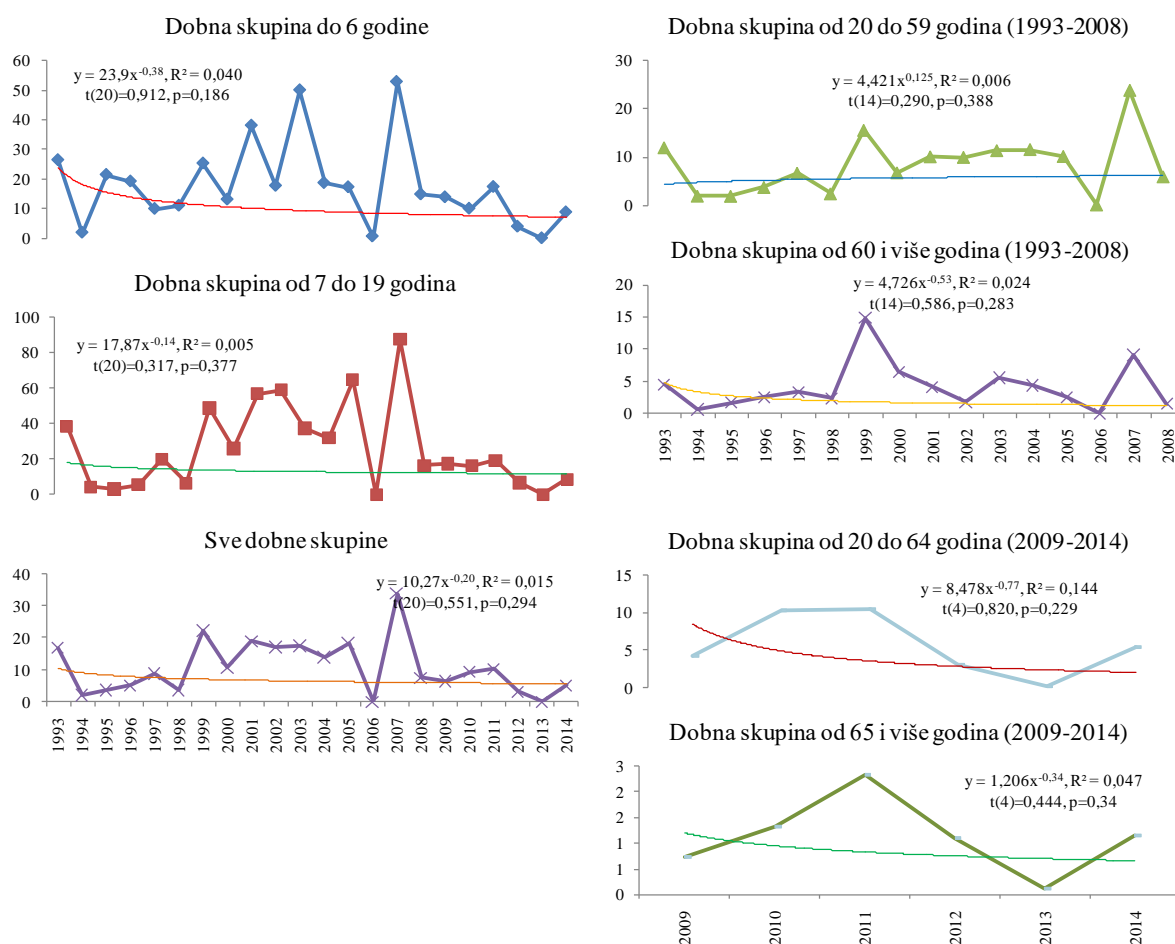 Dobna skupina do 6 godine
60
50
40
30
20
10
0
y = 23,9x^-0,38, R² = 0,040
t(20)=0,912, p=0,186
Dobna skupina od 7 do 19 godina
100
80
60
40
20
0
y = 17,87x^-0,14, R² = 0,005
t(20)=0,317, p=0,377
Sve dobne skupine
40
30
20
10
0
y = 10,27x^-0,20, R² = 0,015
t(20)=0,551, p=0,294
1993 1994 1995 1996 1997 1998 1999 2000 2001 2002 2003 2004 2005 2006 2007 2008 2009 2010 2011 2012 2013 2014
Dobna skupina od 20 do 59 godina (1993-2008)
30
20
10
0
y = 4,421x^0,125, R² = 0,006
t(14)=0,290, p=0,388
Dobna skupina od 60 i više godina (1993-2008)
20
15
10
5
0
y = 4,726x^-0,53, R² = 0,024
t(14)=0,586, p=0,283
1993 1994 1995 1996 1997 1998 1999 2000 2001 2002 2003 2004 2005 2006 2007 2008
Dobna skupina od 20 do 64 godina (2009-2014)
15
10
5
0
y = 8,478x^-0,77, R² = 0,144
t(4)=0,820, p=0,229
Dobna skupina od 65 i više godina (2009-2014)
3
2
2
1
1
0
y = 1,206x^-0,34, R² = 0,047
t(4)=0,444, p=0,34
2009 2010 2011 2012 2013 2014